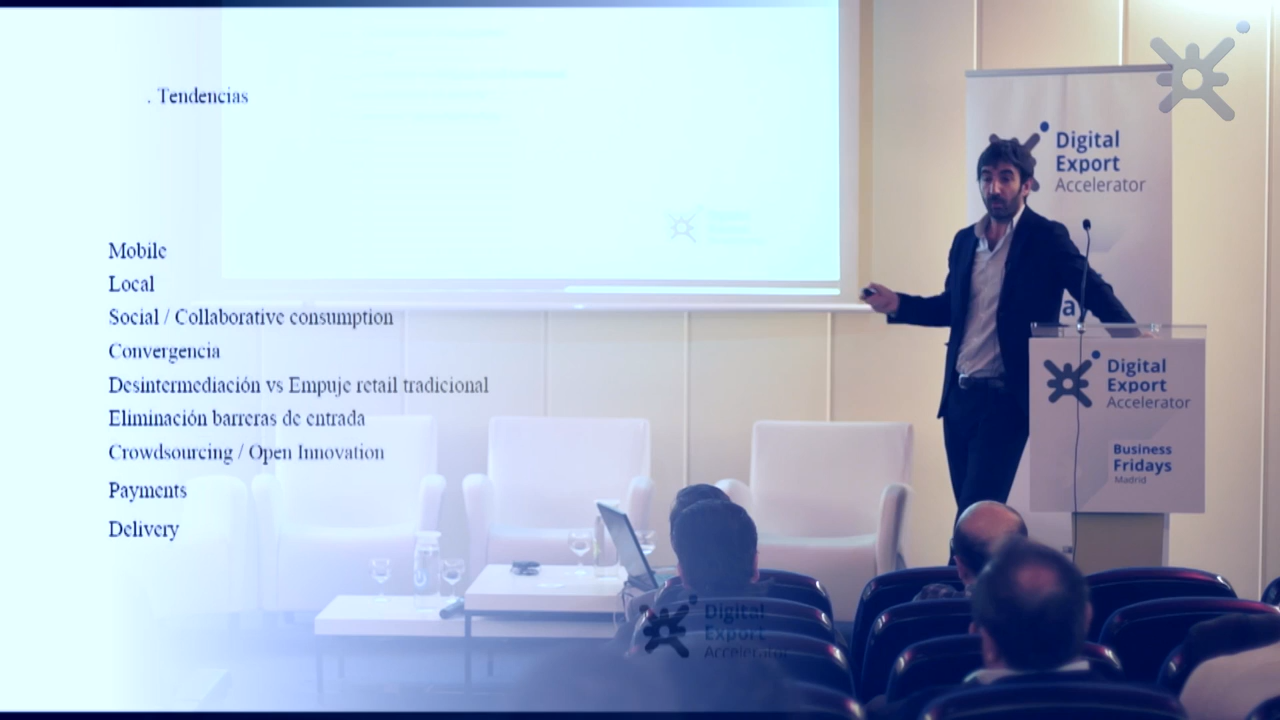 . Tendencias
Mobile
Local
Social / Collaborative consumption
Convergencia
Desintermediación vs Empuje retail tradicional
Eliminación barreras de entrada
Crowdsourcing / Open Innovation
Payments
Delivery
Digital
Export
Accelerator
a
Digital
Export
Accelerator
Business
Fridays
Madrid
Digital
Export
Accelerator